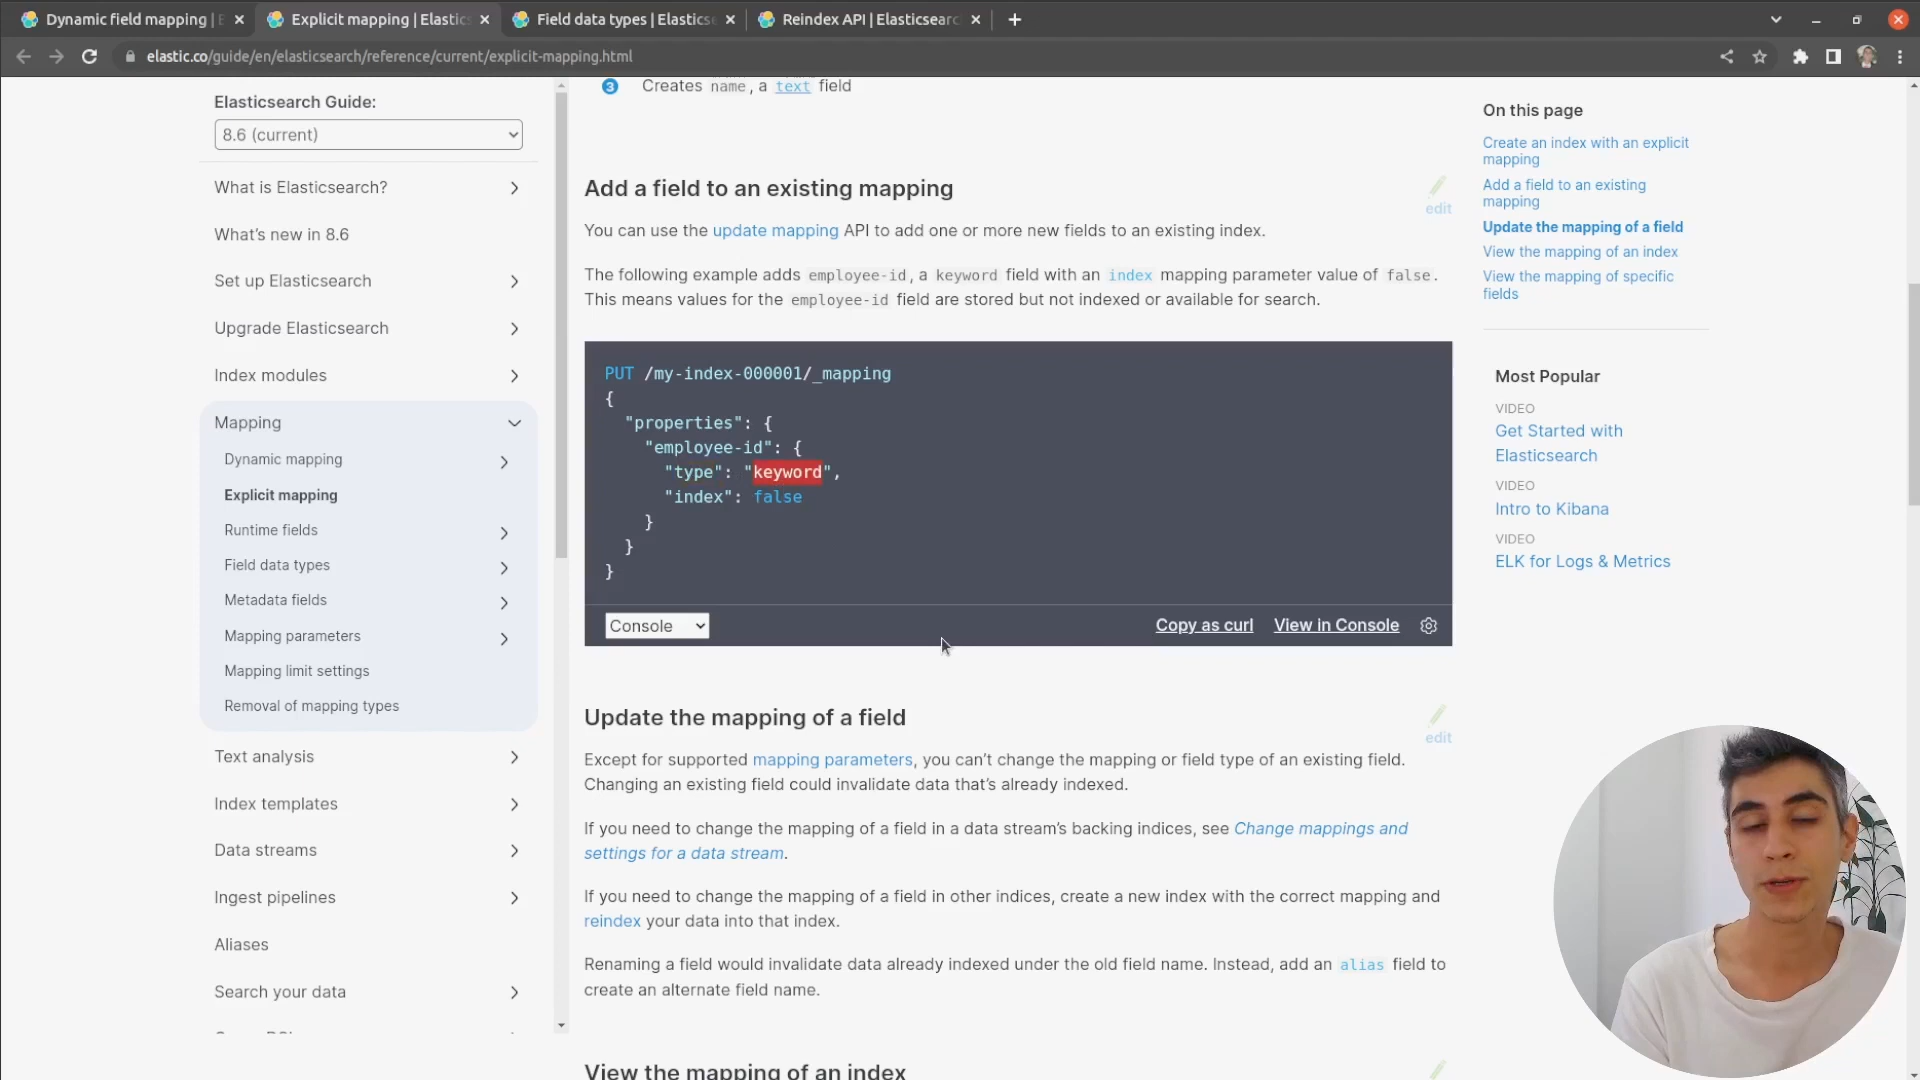 Dynamic field mapping | E
Explicit mapping | Elastic
Field data types | Elasticse
Reindex API | Elasticsearc
elastic.co/guide/en/elasticsearch/reference/current/explicit-mapping.html
Elasticsearch Guide:
8.6 (current)
What is Elasticsearch?
What's new in 8.6
Set up Elasticsearch
Upgrade Elasticsearch
Index modules
Mapping
Dynamic mapping
Explicit mapping
Runtime fields
Field data types
Metadata fields
Mapping parameters
Mapping limit settings
Removal of mapping types
Text analysis
Index templates
Data streams
Ingest pipelines
Aliases
Search your data
3 Creates name, a text field
Add a field to an existing mapping
edit
You can use the update mapping API to add one or more new fields to an existing index.
The following example adds employee-id, a keyword field with an index mapping parameter value of false.
This means values for the employee-id field are stored but not indexed or available for search.
PUT /my-index-000001/_mapping
{
"properties": {
"employee-id": {
"type": "keyword",
"index": false
}
}
}
Console
Copy as curl View in Console
Update the mapping of a field
edit
Except for supported mapping parameters, you can't change the mapping or field type of an existing field.
Changing an existing field could invalidate data that's already indexed.
If you need to change the mapping of a field in a data stream's backing indices, see Change mappings and
settings for a data stream.
If you need to change the mapping of a field in other indices, create a new index with the correct mapping and
reindex your data into that index.
Renaming a field would invalidate data already indexed under the old field name. Instead, add an alias field to
create an alternate field name.
View the mapping of an index
On this page
Create an index with an explicit
mapping
Add a field to an existing
mapping
Update the mapping of a field
View the mapping of an index
View the mapping of specific
fields
Most Popular
VIDEO
Get Started with
Elasticsearch
VIDEO
Intro to Kibana
VIDEO
ELK for Logs & Metrics